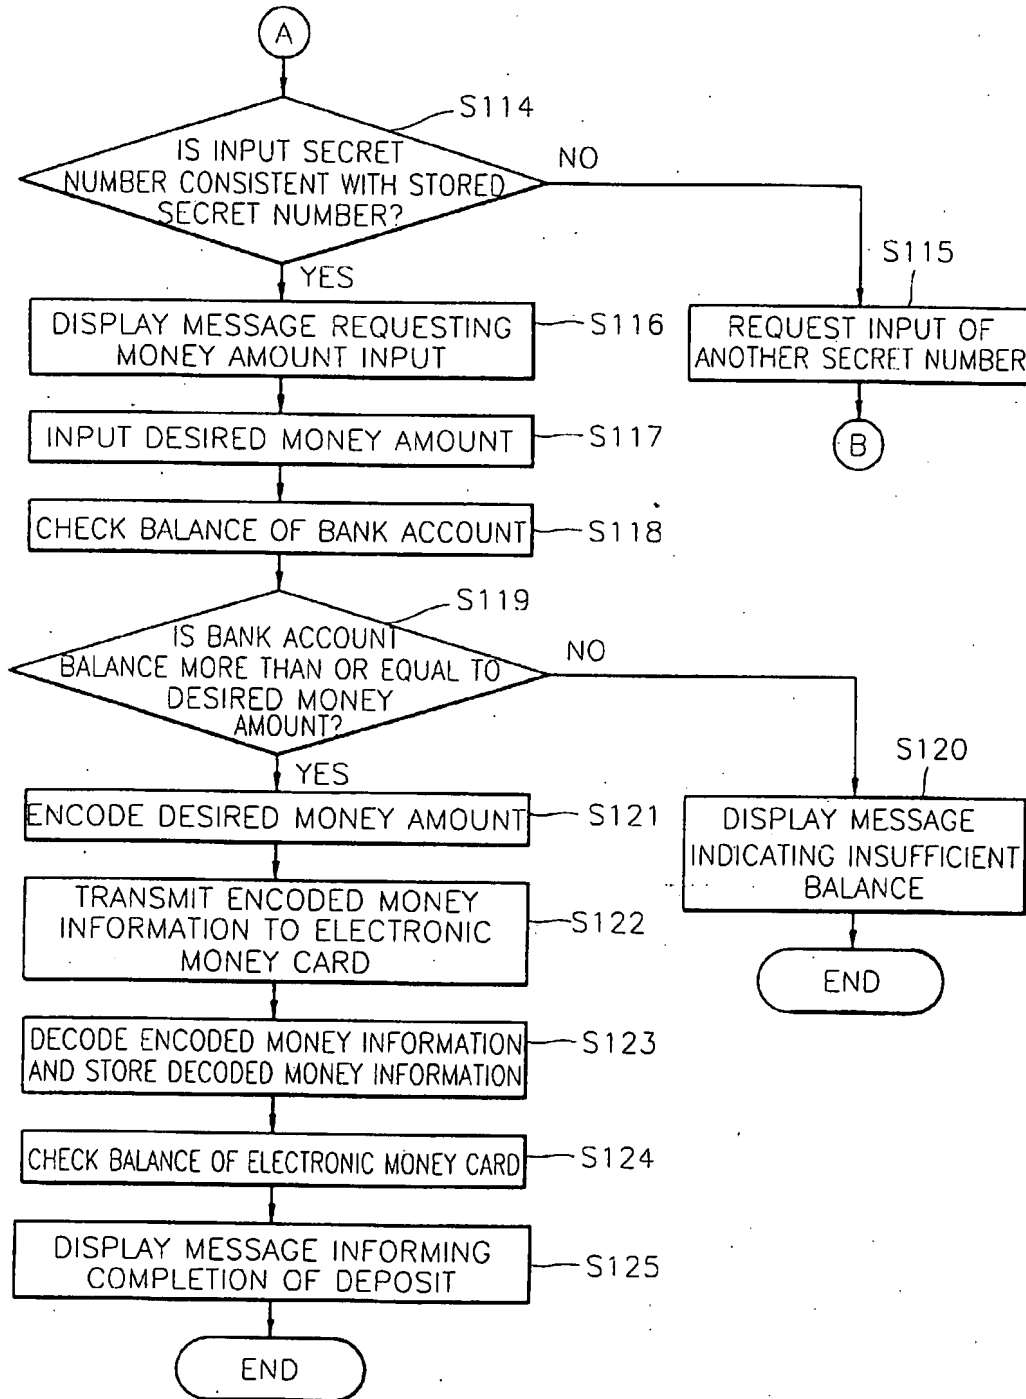 A
S114
IS INPUT SECRET
NUMBER CONSISTENT WITH STORED
SECRET NUMBER?
NO
YES
S115
REQUEST INPUT OF
ANOTHER SECRET NUMBER
B
DISPLAY MESSAGE REQUESTING
MONEY AMOUNT INPUT
S116
INPUT DESIRED MONEY AMOUNT
S117
CHECK BALANCE OF BANK ACCOUNT
S118
S119
IS BANK ACCOUNT
BALANCE MORE THAN OR EQUAL TO
DESIRED MONEY
AMOUNT?
NO
YES
S120
DISPLAY MESSAGE
INDICATING INSUFFICIENT
BALANCE
END
ENCODE DESIRED MONEY AMOUNT
S121
TRANSMIT ENCODED MONEY
INFORMATION TO ELECTRONIC
MONEY CARD
S122
DECODE ENCODED MONEY INFORMATION
AND STORE DECODED MONEY INFORMATION
S123
CHECK BALANCE OF ELECTRONIC MONEY CARD
S124
DISPLAY MESSAGE INFORMING
COMPLETION OF DEPOSIT
S125
END